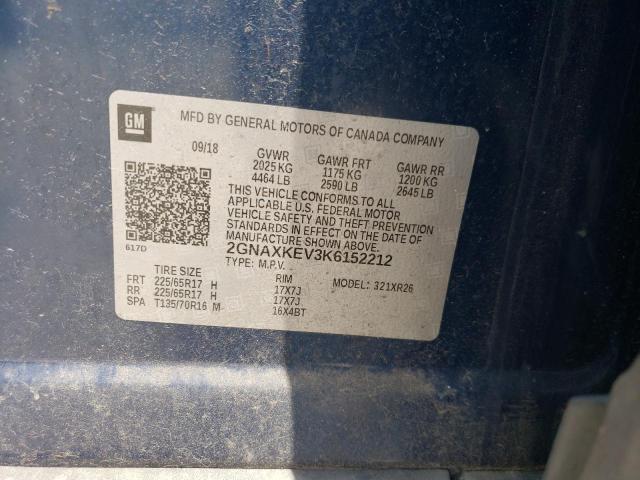 GM
MFD BY GENERAL MOTORS OF CANADA COMPANY
09/18 GVWR GAWR FRT GAWR RR
2025 KG 1175 KG 1200 KG
4464 LB 2590 LB 2645 LB
THIS VEHICLE CONFORMS TO ALL
APPLICABLE U.S. FEDERAL MOTOR
VEHICLE SAFETY AND THEFT PREVENTION
STANDARDS IN EFFECT ON THE DATE OF
MANUFACTURE SHOWN ABOVE.
617D
2GNAXKEV3K6152212
TYPE: M.P.V. MODEL: 321XR26
TIRE SIZE RIM
FRT 225/65R17 H 17X7J
RR 225/65R17 H 17X7J
SPA T135/70R16 M 16X4BT